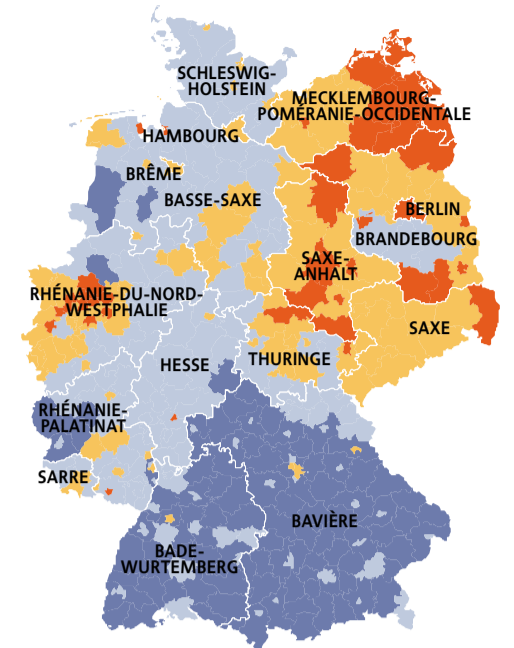 SCHLESWIG-
HOLSTEIN
MECKLEMBOURG-
POMÉRANIE-OCCIDENTALE
HAMBOURG
BRÊME
BASSE-SAXE
BERLIN
BRANDEBOURG
SAXE-
ANHALT
RHÉNANIE-DU-NORD-
WESTPHALIE
SAXE
HESSE
THURINGE
RHÉNANIE-
PALATINAT
SARRE
BAVIÈRE
BADE-
WURTEMBERG